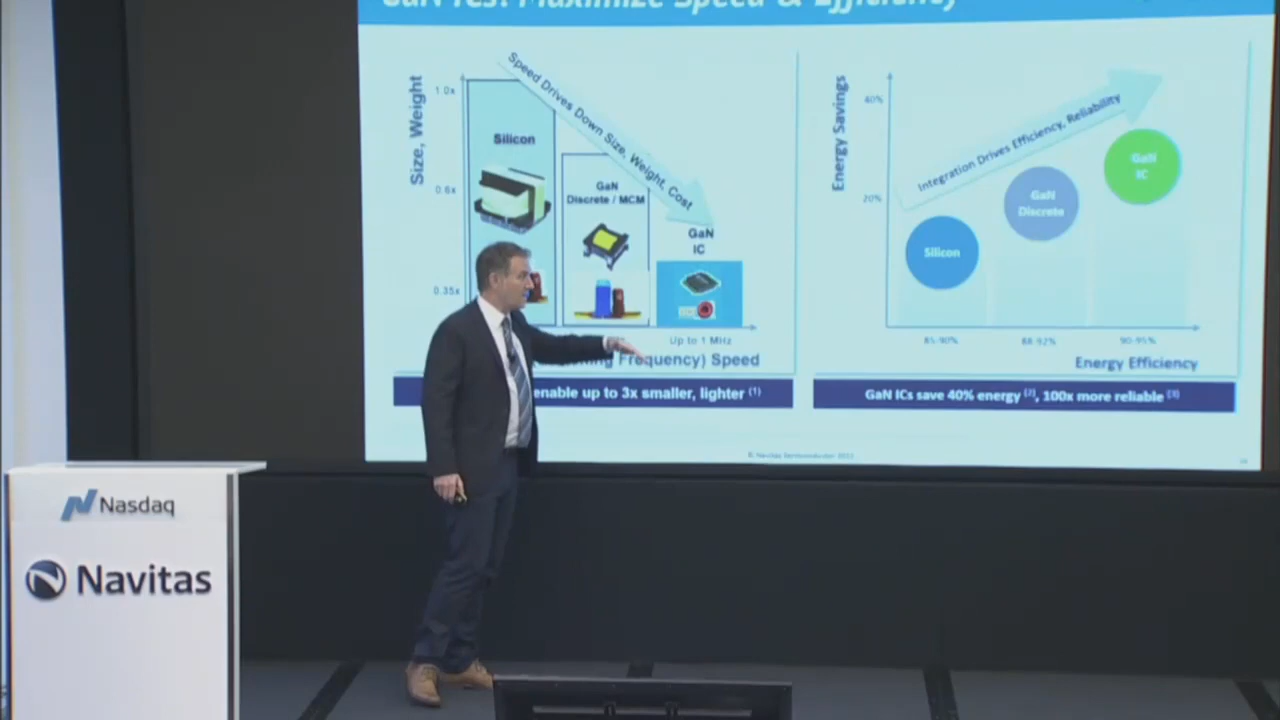 GaN ICs: Maximize Speed & Efficiency
Size, Weight
1.0x
0.6x
0.35x
Speed Drives Down Size, Weight, Cost
Silicon
GaN
Discrete / MCM
GaN
IC
Up to 1 MHz
Frequency) Speed
enable up to 3x smaller, lighter (1)
Energy Savings
40%
20%
Integration Drives Efficiency, Reliability
Silicon
GaN
Discrete
GaN
IC
85-90%
88-92%
90-95%
Energy Efficiency
GaN ICs save 40% energy (2), 100x more reliable (3)
© Navitas Semiconductor
Nasdaq
Navitas